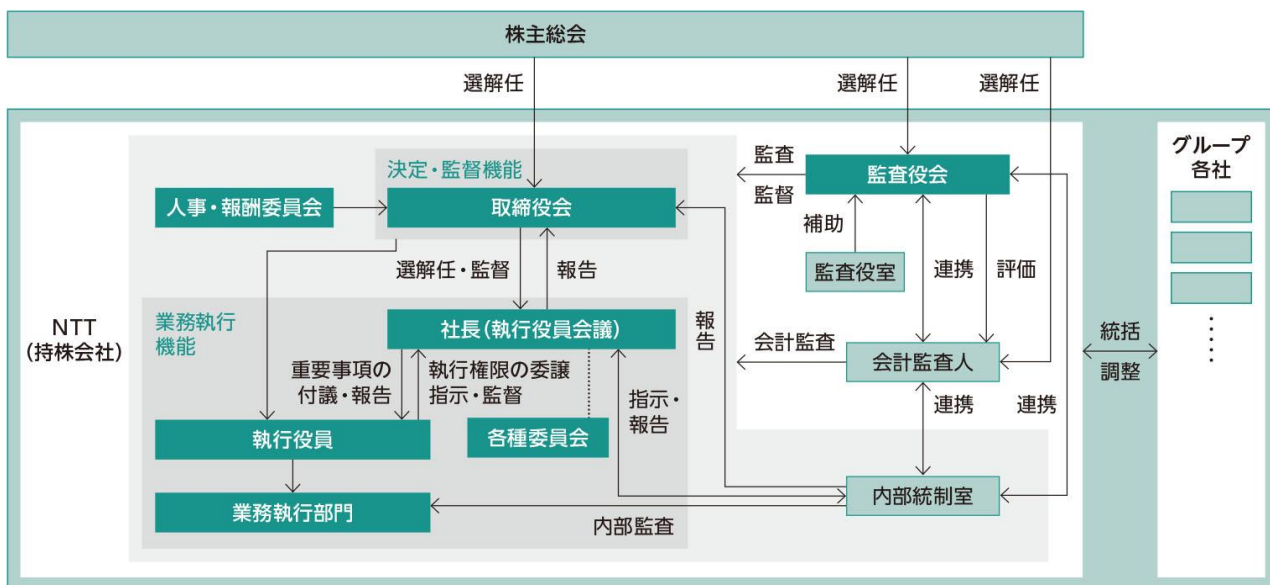 株主総会
選解任
選解任
選解任
決定・監督機能
人事・報酬委員会
取締役会
監査
監督
監査役会
グループ
各社
補助
監査役室
選解任・監督
報告
連携
評価
NTT
（持株会社）
業務執行
機能
社長（執行役員会議）
報告
会計監査
会計監査人
統括
調整
重要事項の
付議・報告
執行権限の委譲
指示・監督
指示・
報告
連携
連携
執行役員
各種委員会
内部統制室
業務執行部門
内部監査